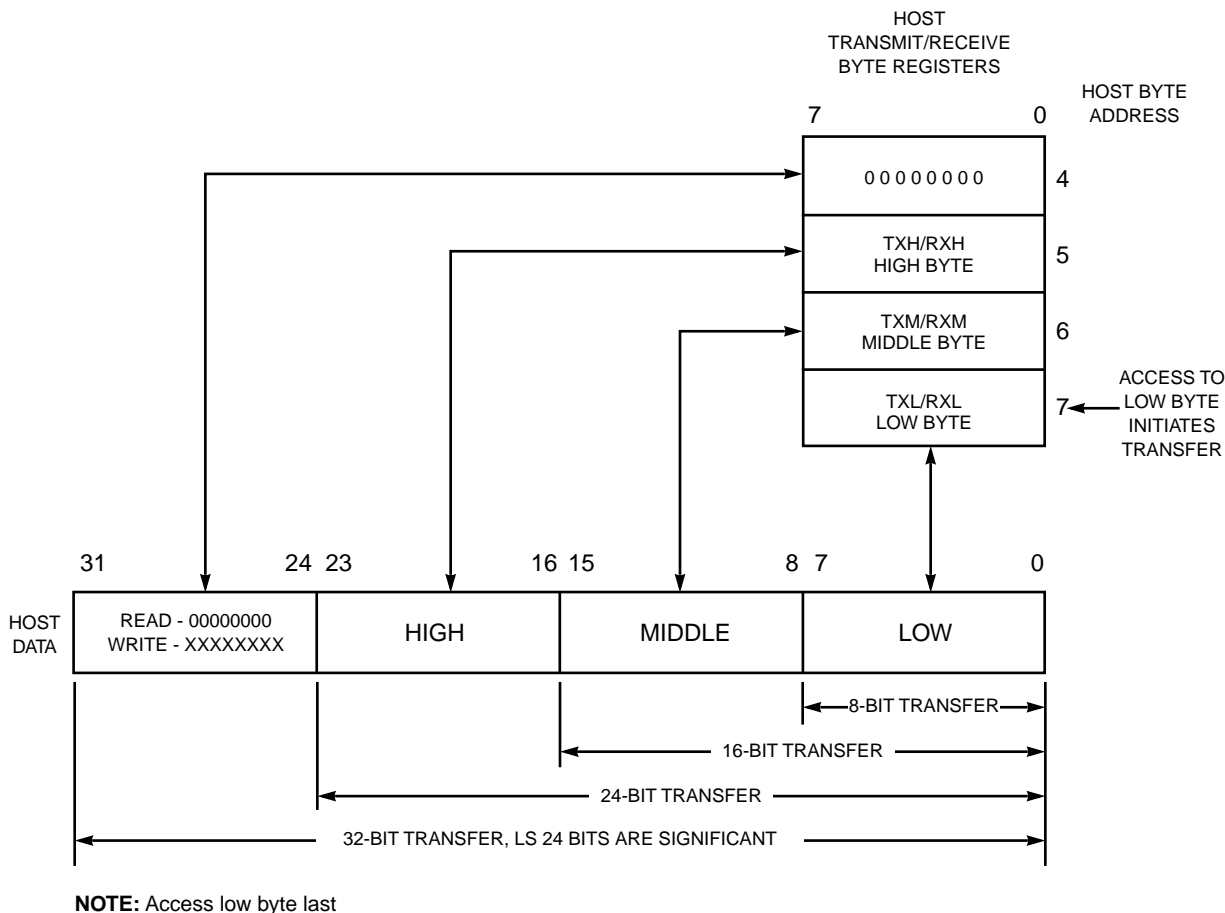 HOST
TRANSMIT/RECEIVE
BYTE REGISTERS
HOST BYTE
ADDRESS
7 0
0 0 0 0 0 0 0 0 4
TXH/RXH
HIGH BYTE
5
TXM/RXM
MIDDLE BYTE
6
TXL/RXL
LOW BYTE
7
ACCESS TO
LOW BYTE
INITIATES
TRANSFER
31 24 23 16 15 8 7 0
HOST
DATA
READ - 00000000
WRITE - XXXXXXXX
HIGH
MIDDLE
LOW
8-BIT TRANSFER
16-BIT TRANSFER
24-BIT TRANSFER
32-BIT TRANSFER, LS 24 BITS ARE SIGNIFICANT
NOTE: Access low byte last